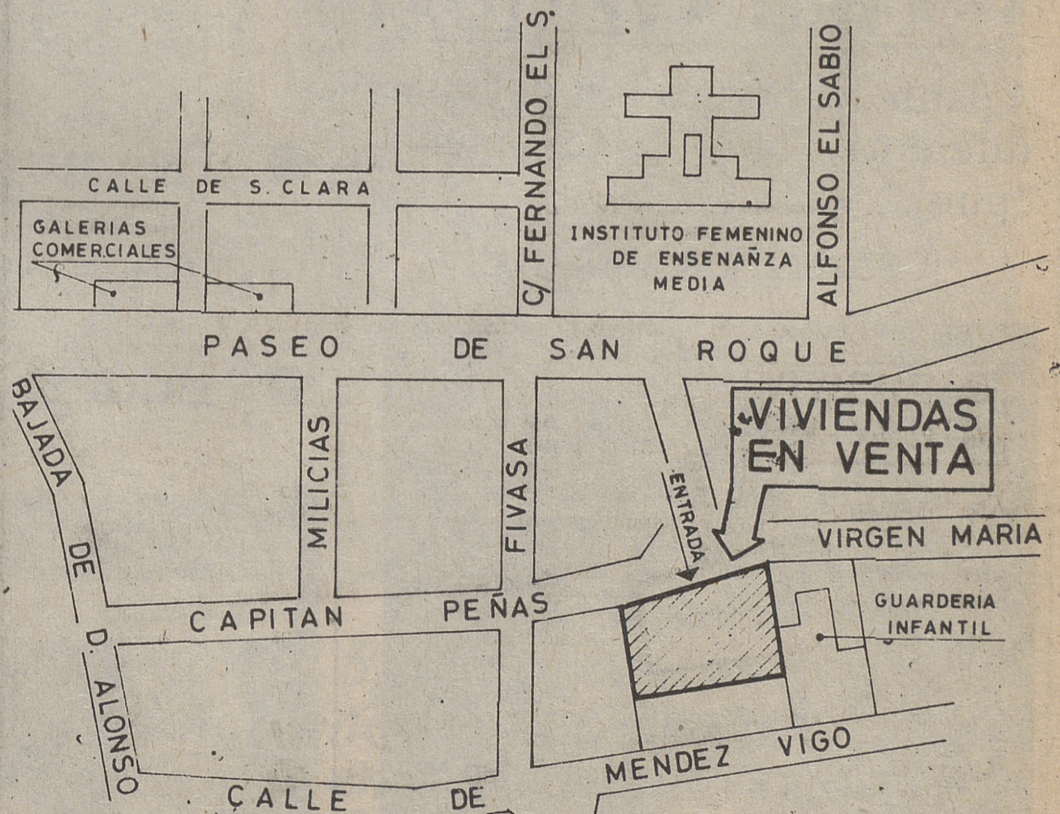 C/ FERNANDO EL S.
ALFONSO EL SABIO
CALLE DE S. CLARA
GALERIAS
COMERCIALES
INSTITUTO FEMENINO
DE ENSENAÑZA
MEDIA
PASEO DE SAN ROQUE
BAJADA DE D. ALONSO
MILICIAS
FIVASA
ENTRADA
VIVIENDAS
EN VENTA
VIRGEN MARIA
CAPITAN PEÑAS
GUARDERIA
INFANTIL
CALLE DE MENDEZ VIGO